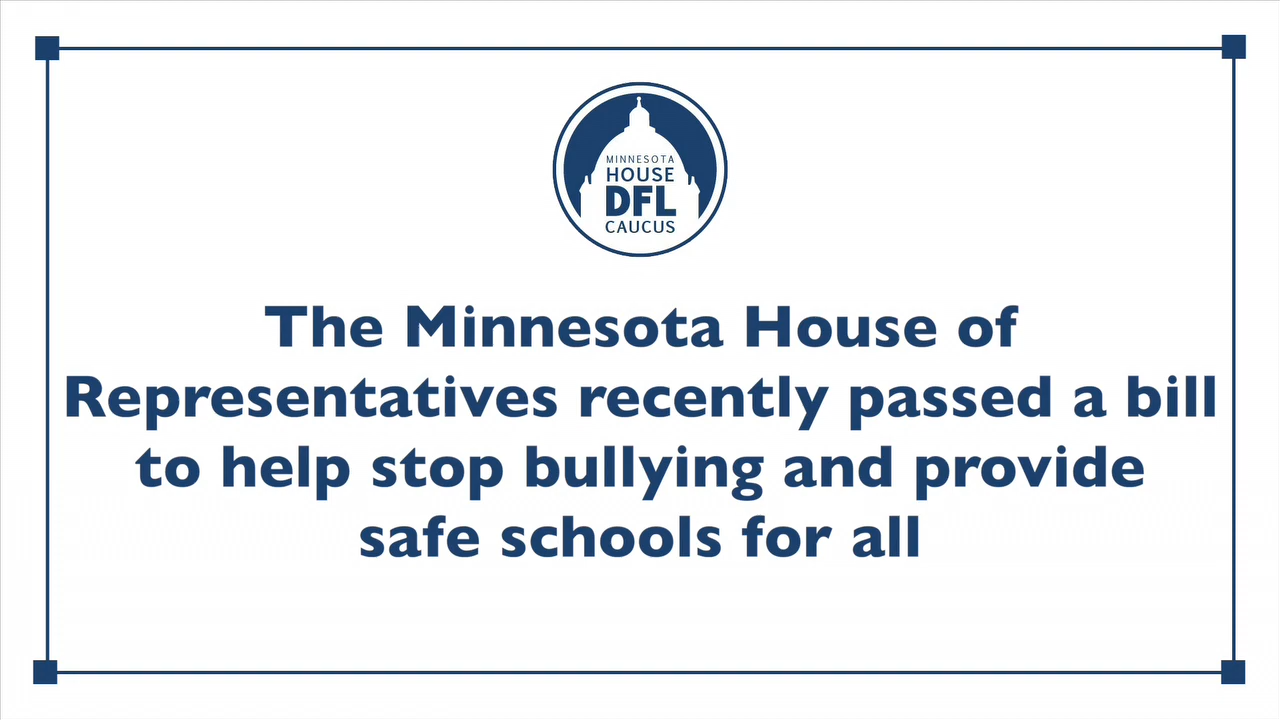 MINNESOTA
HOUSE
DFL
CAUCUS
The Minnesota House of
Representatives recently passed a bill
to help stop bullying and provide
safe schools for all